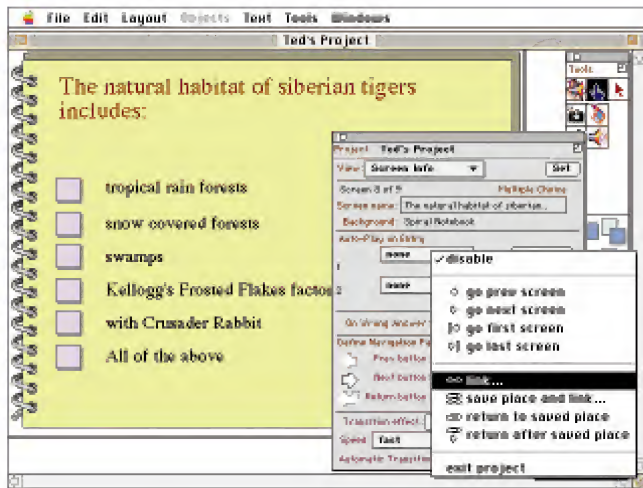 File Edit Layout Objects Text Tools Windows
Ted's Project
The natural habitat of siberian tigers
includes:
tropical rain forests
snow covered forests
swamps
Kellogg's Frosted Flakes factor
with Crusader Rabbit
All of the above
Tools
Project Ted's Project
View: Screen Info Set
Screen 8 of 9 Multiple Choice
Screen name: The natural habitat of siberian...
Background: Spiral Notebook
Auto-Play on Entry
1 none
2 none
On Wrong Answer
Define Navigation Pa
Prev button
Next button
Return button
Transition effect:
Speed fast
Automatic Transition
✓disable
go prev screen
go next screen
go first screen
go last screen
link...
save place and link...
return to saved place
return after saved place
exit project